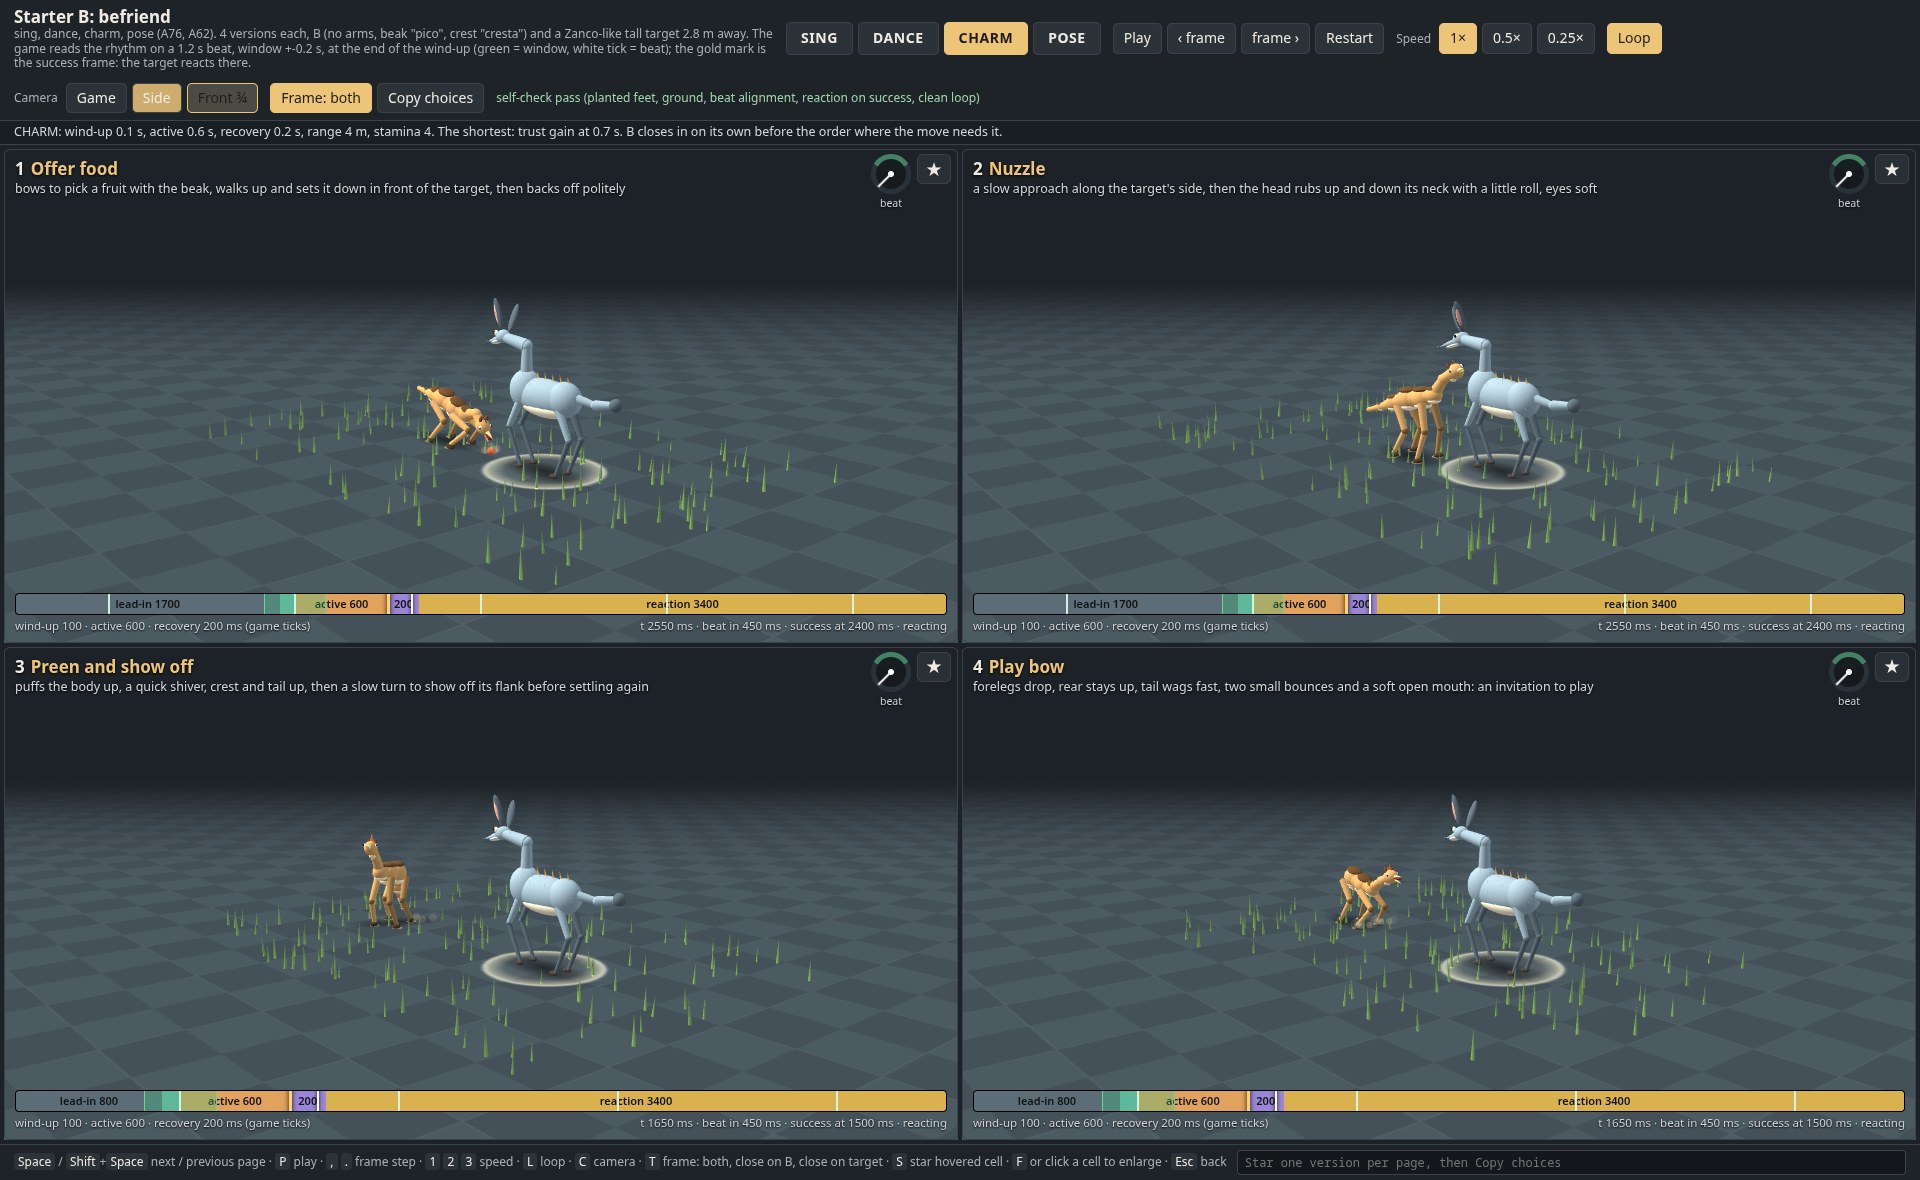 Starter B: befriend
sing, dance, charm, pose (A76, A62). 4 versions each, B (no arms, beak "pico", crest "cresta") and a Zanco-like tall target 2.8 m away. The
game reads the rhythm on a 1.2 s beat, window +-0.2 s, at the end of the wind-up (green = window, white tick = beat); the gold mark is
the success frame: the target reacts there.
SING DANCE CHARM POSE Play ‹ frame frame › Restart Speed 1× 0.5× 0.25× Loop
Camera Game Side Front ¾ Frame: both Copy choices self-check pass (planted feet, ground, beat alignment, reaction on success, clean loop)
CHARM: wind-up 0.1 s, active 0.6 s, recovery 0.2 s, range 4 m, stamina 4. The shortest: trust gain at 0.7 s. B closes in on its own before the order where the move needs it.
1 Offer food
bows to pick a fruit with the beak, walks up and sets it down in front of the target, then backs off politely
beat
★
lead-in 1700 active 600 200 reaction 3400
wind-up 100 · active 600 · recovery 200 ms (game ticks) t 2550 ms · beat in 450 ms · success at 2400 ms · reacting
2 Nuzzle
a slow approach along the target's side, then the head rubs up and down its neck with a little roll, eyes soft
beat
★
lead-in 1700 active 600 200 reaction 3400
wind-up 100 · active 600 · recovery 200 ms (game ticks) t 2550 ms · beat in 450 ms · success at 2400 ms · reacting
3 Preen and show off
puffs the body up, a quick shiver, crest and tail up, then a slow turn to show off its flank before settling again
beat
★
lead-in 800 active 600 200 reaction 3400
wind-up 100 · active 600 · recovery 200 ms (game ticks) t 1650 ms · beat in 450 ms · success at 1500 ms · reacting
4 Play bow
forelegs drop, rear stays up, tail wags fast, two small bounces and a soft open mouth: an invitation to play
beat
★
lead-in 800 active 600 200 reaction 3400
wind-up 100 · active 600 · recovery 200 ms (game ticks) t 1650 ms · beat in 450 ms · success at 1500 ms · reacting
Space / Shift+Space next / previous page · P play · , . frame step · 1 2 3 speed · L loop · C camera · T frame: both, close on B, close on target · S star hovered cell · F or click a cell to enlarge · Esc back Star one version per page, then Copy choices